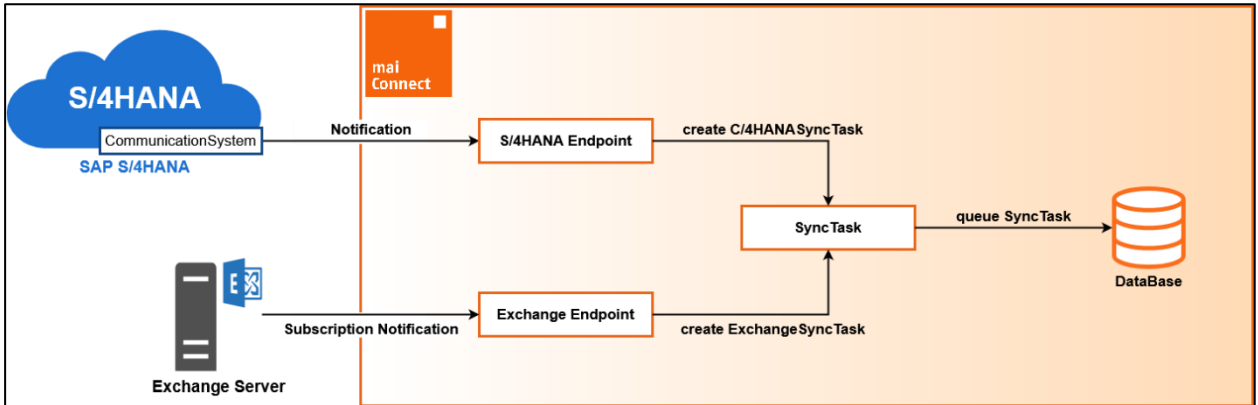 mai
Connect
S/4HANA
CommunicationSystem
SAP S/4HANA
Notification
S/4HANA Endpoint
create C/4HANASyncTask
SyncTask
queue SyncTask
DataBase
E
Subscription Notification
Exchange Endpoint
create ExchangeSyncTask
Exchange Server